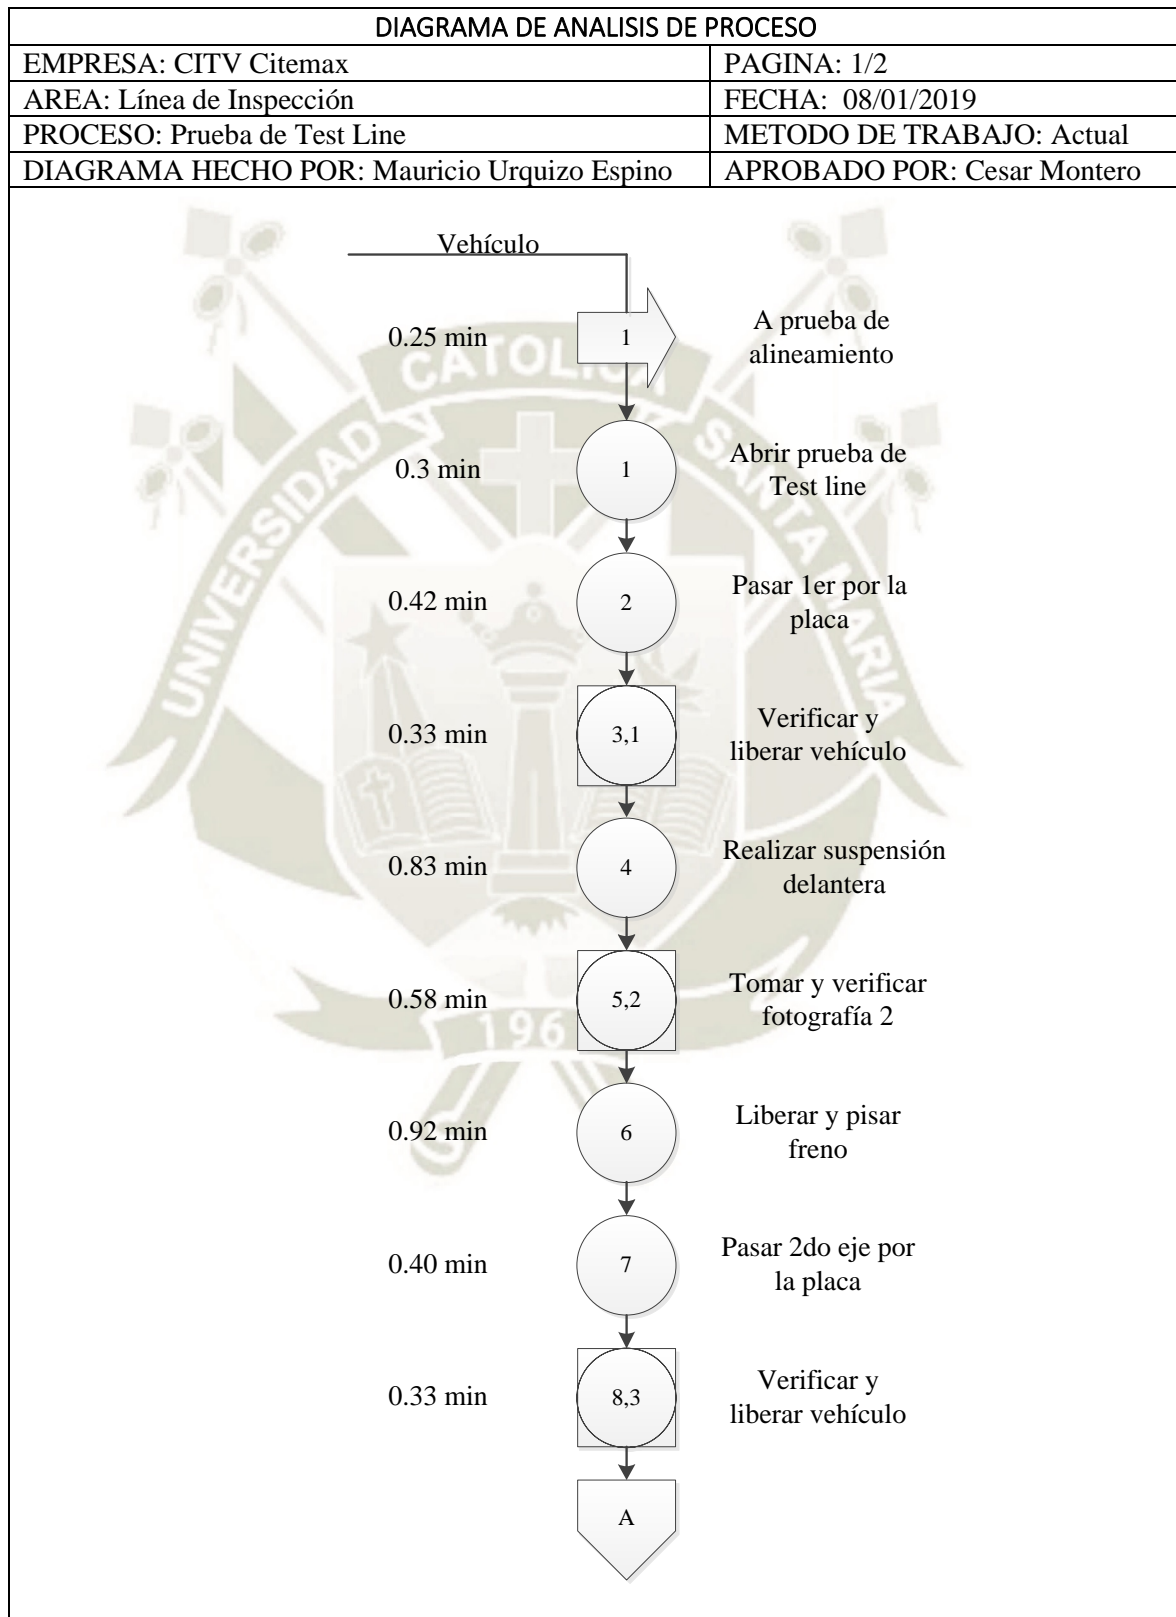 DIAGRAMA DE ANALISIS DE PROCESO
EMPRESA: CITV Citemax
PAGINA: 1/2
AREA: Línea de Inspección
FECHA: 08/01/2019
PROCESO: Prueba de Test Line
METODO DE TRABAJO: Actual
DIAGRAMA HECHO POR: Mauricio Urquizo Espino
APROBADO POR: Cesar Montero
Vehículo
0.25 min
1
A prueba de
alineamiento
0.3 min
1
Abrir prueba de
Test line
0.42 min
2
Pasar 1er por la
placa
0.33 min
3,1
Verificar y
liberar vehículo
0.83 min
4
Realizar suspensión
delantera
0.58 min
5,2
Tomar y verificar
fotografía 2
0.92 min
6
Liberar y pisar
freno
0.40 min
7
Pasar 2do eje por
la placa
0.33 min
8,3
Verificar y
liberar vehículo
A
UNIVERSIDAD
CATOLICA
SANTA MARIA
196